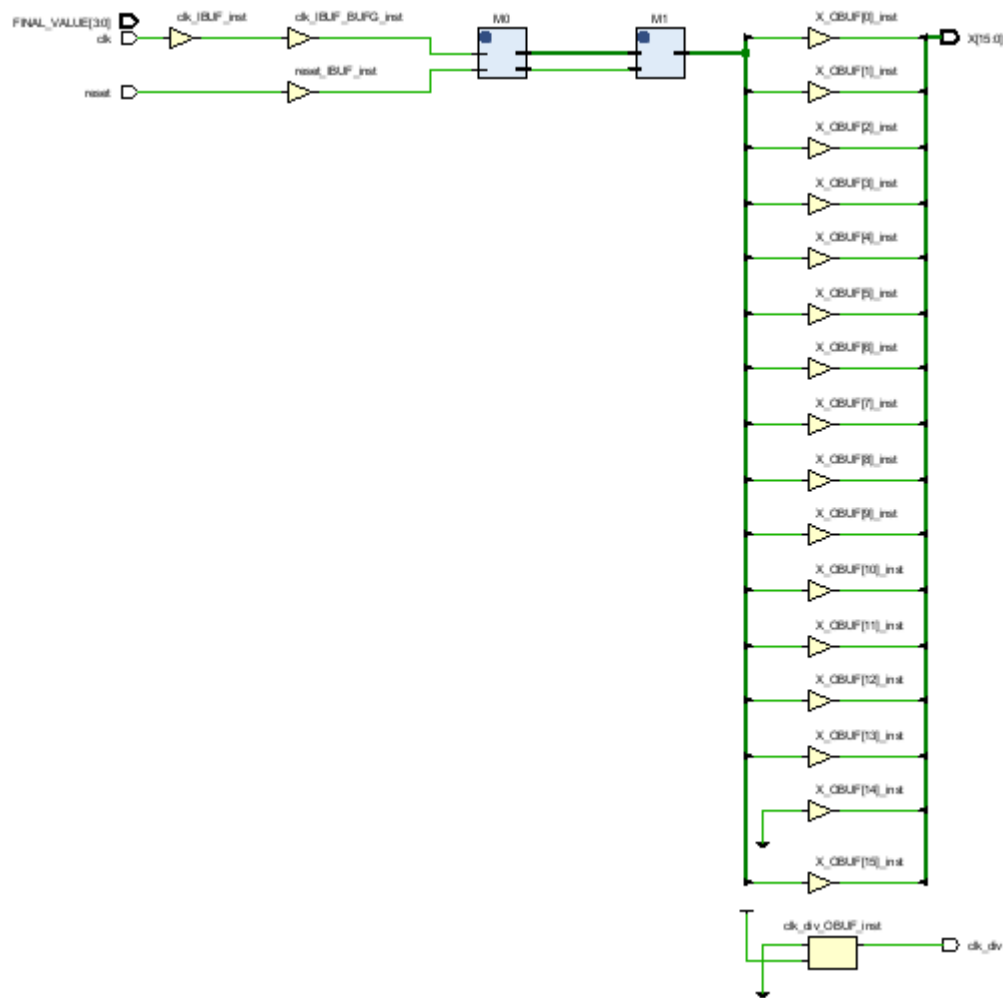 FINAL_VALUE[3:0]
clk
clk_IBUF_inst
clk_IBUF_BUFG_inst
M0
M1
X_OBUF[0]_inst
X[15:0]
reset
reset_IBUF_inst
X_OBUF[1]_inst
X_OBUF[2]_inst
X_OBUF[3]_inst
X_OBUF[4]_inst
X_OBUF[5]_inst
X_OBUF[6]_inst
X_OBUF[7]_inst
X_OBUF[8]_inst
X_OBUF[9]_inst
X_OBUF[10]_inst
X_OBUF[11]_inst
X_OBUF[12]_inst
X_OBUF[13]_inst
X_OBUF[14]_inst
X_OBUF[15]_inst
clk_div_OBUF_inst
clk_div